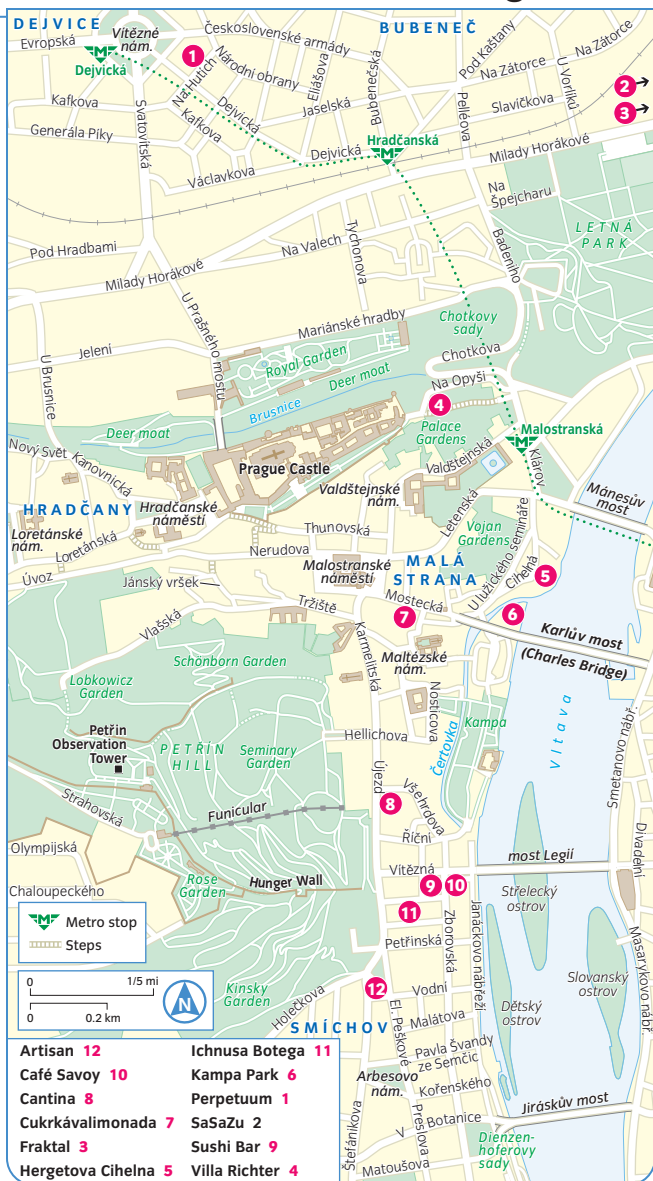 DEJVICE
Vítězné
nám.
Československé armády
BUBENEČ
Evropská
Dejvická
1
Na Hutích
Národní obrany
Eliášova
Bubenečská
Pod Kaštany
Na Zátorce
Na Zátorce
U Vorlíků
2
3
Kafkova
Svatovítská
Kafkova
Dejvická
Jaselská
Pelléova
Slavíčkova
Generála Píky
Dejvická
Hradčanská
Milady Horákové
Václavkova
Na
Špejcharu
LETNÁ
PARK
Pod Hradbami
Na Valech
Tychonova
Badeniho
Milady Horákové
U Prašného mostu
Mariánské hradby
Chotkovy
sady
Jelení
U Brusnice
Royal Garden
Deer moat
Chotkova
Na Opyši
Brusnice
4
Deer moat
Palace
Gardens
Malostranská
Nový Svět
Kanovnická
Prague Castle
Valdštejnská
Klárov
Valdštejnské
nám.
HRADČANY
Hradčanské
náměstí
Letenská
Mánesův
most
Loretánské
nám.
Loretánská
Thunovská
Vojan
Gardens
Nerudova
U lužického semináře
Úvoz
Malostranské
náměstí
MALÁ
STRANA
Cihelná
5
Jánský vršek
Mostecká
6
Tržiště
7
Vlašská
Karmelitská
Karlův most
(Charles Bridge)
Maltézské
nám.
Schönborn Garden
Lobkowicz
Garden
Nosticova
Kampa
Petřin
Observation
Tower
PETŘÍN
HILL
Seminary
Garden
Hellichova
Čertovka
Vltava
Smetanovo nábř.
Újezd
Všehrdova
8
Strahovská
Funicular
Říční
Divadelní
Olympijská
Vítězná
most Legií
Rose
Garden
Hunger Wall
9
10
Chaloupeckého
Střelecký
ostrov
11
Metro stop
Steps
Zborovská
Janáčkovo nábřeží
Petřinská
Masarykovo nábř.
Slovanský
ostrov
0
1/5 mi
0
0.2 km
N
Kinsky
Garden
12
Vodní
Dětský
ostrov
Holečkova
SMÍCHOV
El. Peškové
Malátova
Pavla Švandy
ze Semčic
Arbesovo
nám.
Kořenského
Jiráskův most
Štefánikova
Preslova
V Botanice
Dienzen-
hoferovy
sady
Matoušova
Artisan 12
Café Savoy 10
Cantina 8
Cukrkávalimonada 7
Fraktal 3
Hergetova Cihelna 5
Ichnusa Botega 11
Kampa Park 6
Perpetuum 1
SaSaZu 2
Sushi Bar 9
Villa Richter 4